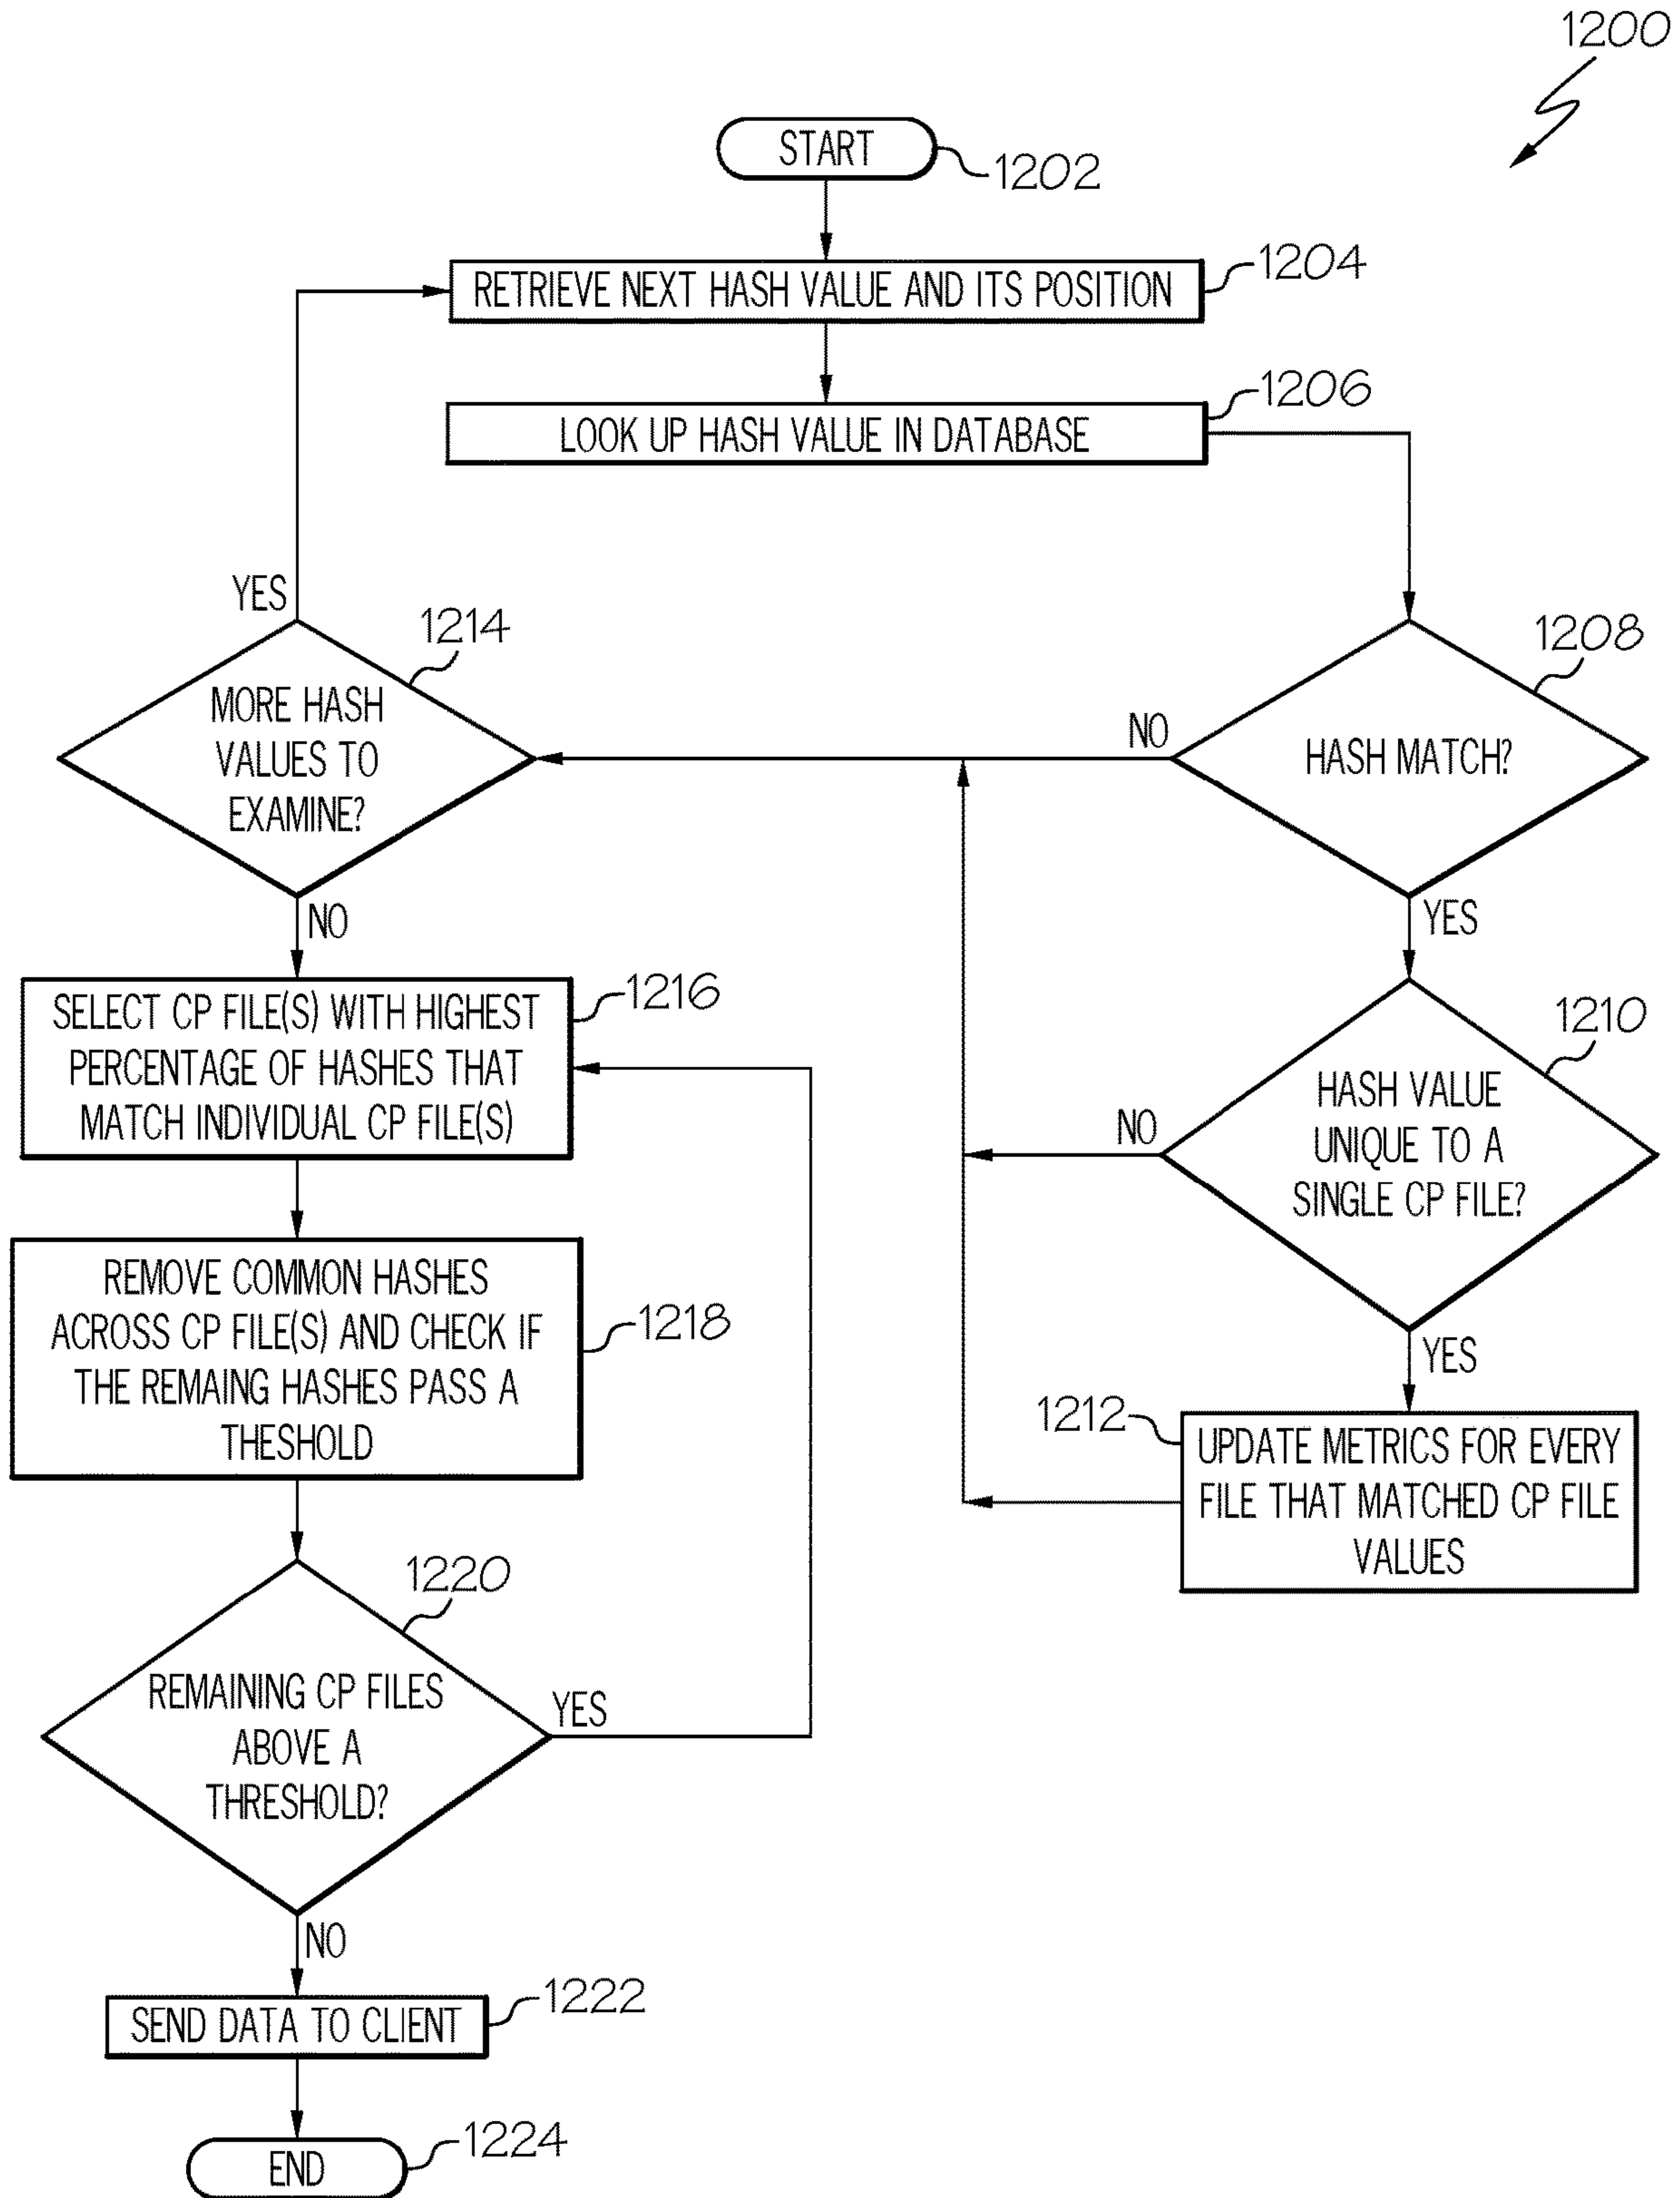 1200
START
1202
RETRIEVE NEXT HASH VALUE AND ITS POSITION
1204
LOOK UP HASH VALUE IN DATABASE
1206
YES
1214
MORE HASH
VALUES TO
EXAMINE?
NO
1208
HASH MATCH?
NO
YES
1210
HASH VALUE
UNIQUE TO A
SINGLE CP FILE?
NO
YES
1212
UPDATE METRICS FOR EVERY
FILE THAT MATCHED CP FILE
VALUES
1216
SELECT CP FILE(S) WITH HIGHEST
PERCENTAGE OF HASHES THAT
MATCH INDIVIDUAL CP FILE(S)
REMOVE COMMON HASHES
ACROSS CP FILE(S) AND CHECK IF
THE REMAING HASHES PASS A
THESHOLD
1218
1220
REMAINING CP FILES
ABOVE A
THRESHOLD?
YES
NO
SEND DATA TO CLIENT
1222
END
1224